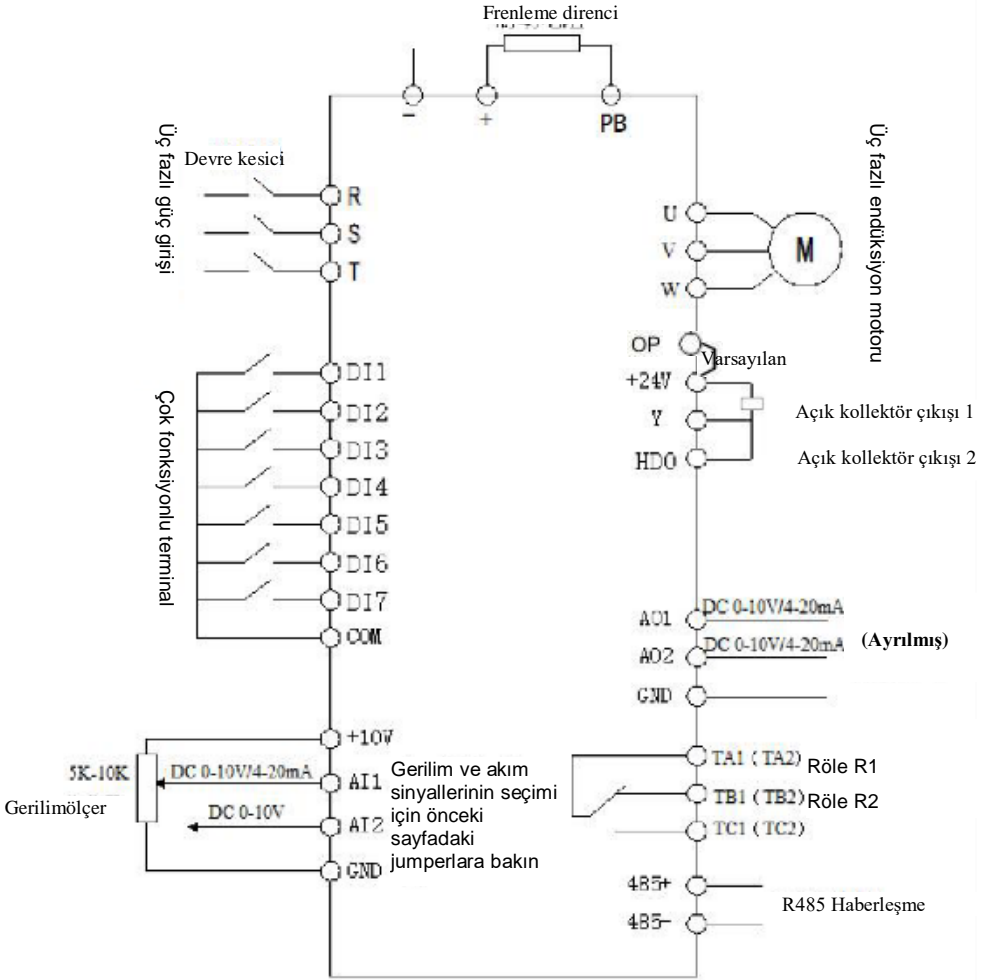 Frenleme direnci
- + PB
Üç fazlı güç girişi
Devre kesici
R
S
T
U
V
W
M
Üç fazlı endüksiyon motoru
OP
Varsayılan
+24V
Y
Açık kollektör çıkışı 1
HDO
Açık kollektör çıkışı 2
Çok fonksiyonlu terminal
DI1
DI2
DI3
DI4
DI5
DI6
DI7
COM
AO1 DC 0-10V/4-20mA
AO2 DC 0-10V/4-20mA
(Ayrılmış)
GND
+10V
5K-10K
Gerilimölçer
DC 0-10V/4-20mA
AI1
DC 0-10V
AI2
GND
Gerilim ve akım
sinyallerinin seçimi
için önceki
sayfadaki
jumperlara bakın
TA1 (TA2) Röle R1
TB1 (TB2) Röle R2
TC1 (TC2)
485+
485-
R485 Haberleşme